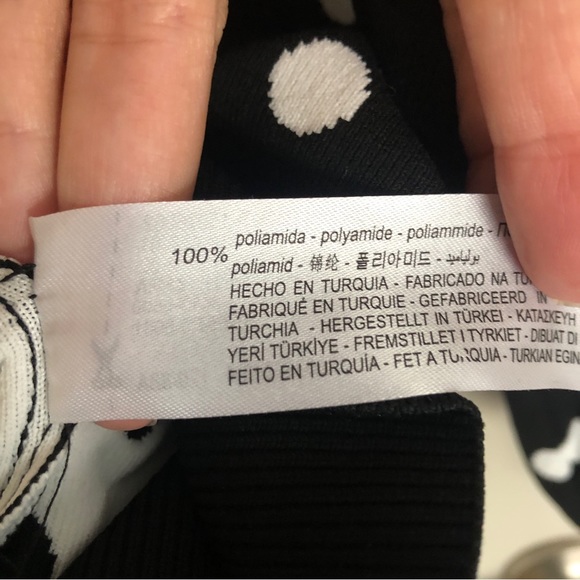 100% poliamida - polyamide - poliammide -
poliamid - 锦纶 - 폴리아미드 - بولياميد
HECHO EN TURQUIA - FABRICADO NA
FABRIQUÉ EN TURQUIE - GEFABRICEERD IN
TURCHIA - HERGESTELLT IN TÜRKEI - ΚΑΤΑΣΚΕΥΗ
YERİ TÜRKİYE - FREMSTILLET I TYRKIET - DIBUAT DI
FEITO EN TURQUÍA - FET A TURQUIA - TURKIAN EGIN